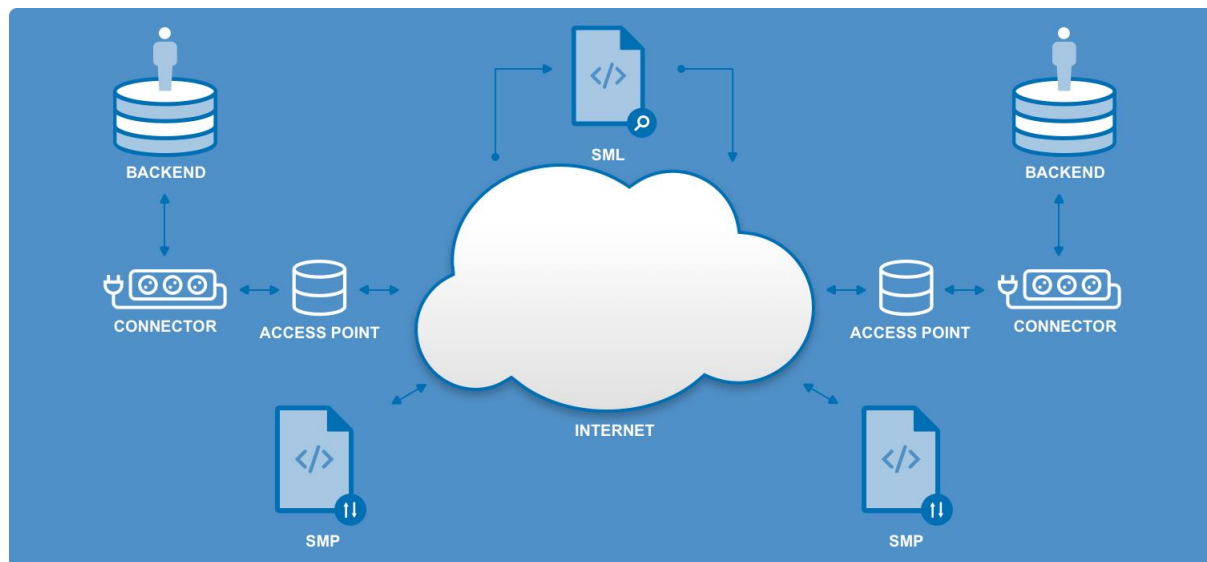 </>
SML
BACKEND
BACKEND
CONNECTOR
ACCESS POINT
ACCESS POINT
CONNECTOR
INTERNET
</>
</>
SMP
SMP